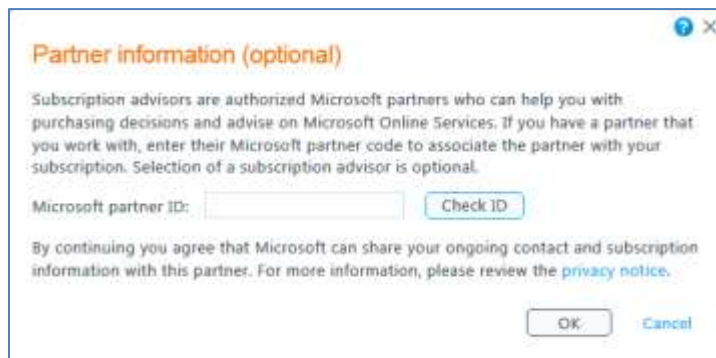 Partner information (optional)
Subscription advisors are authorized Microsoft partners who can help you with
purchasing decisions and advise on Microsoft Online Services. If you have a partner that
you work with, enter their Microsoft partner code to associate the partner with your
subscription. Selection of a subscription advisor is optional.
Microsoft partner ID: Check ID
By continuing you agree that Microsoft can share your ongoing contact and subscription
information with this partner. For more information, please review the privacy notice.
OK Cancel